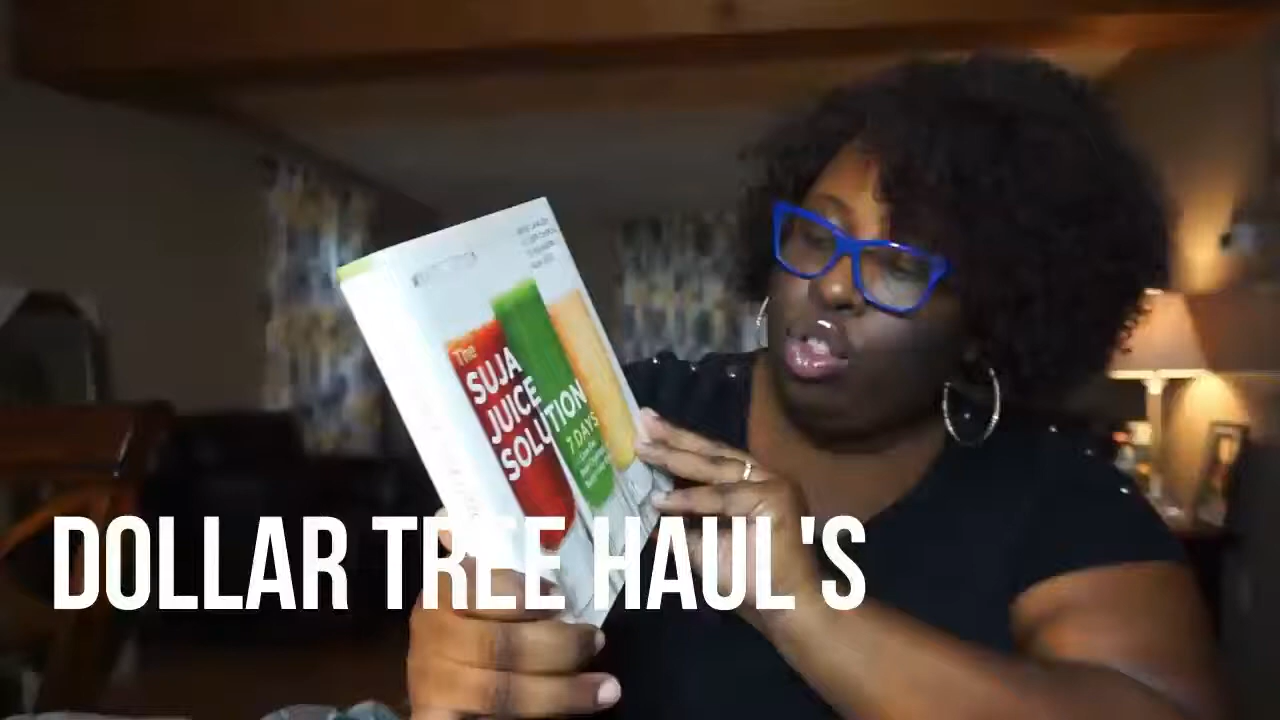 The
SUJA
JUICE
SOLUTION
7 DAYS
DOLLAR TREE HAUL'S